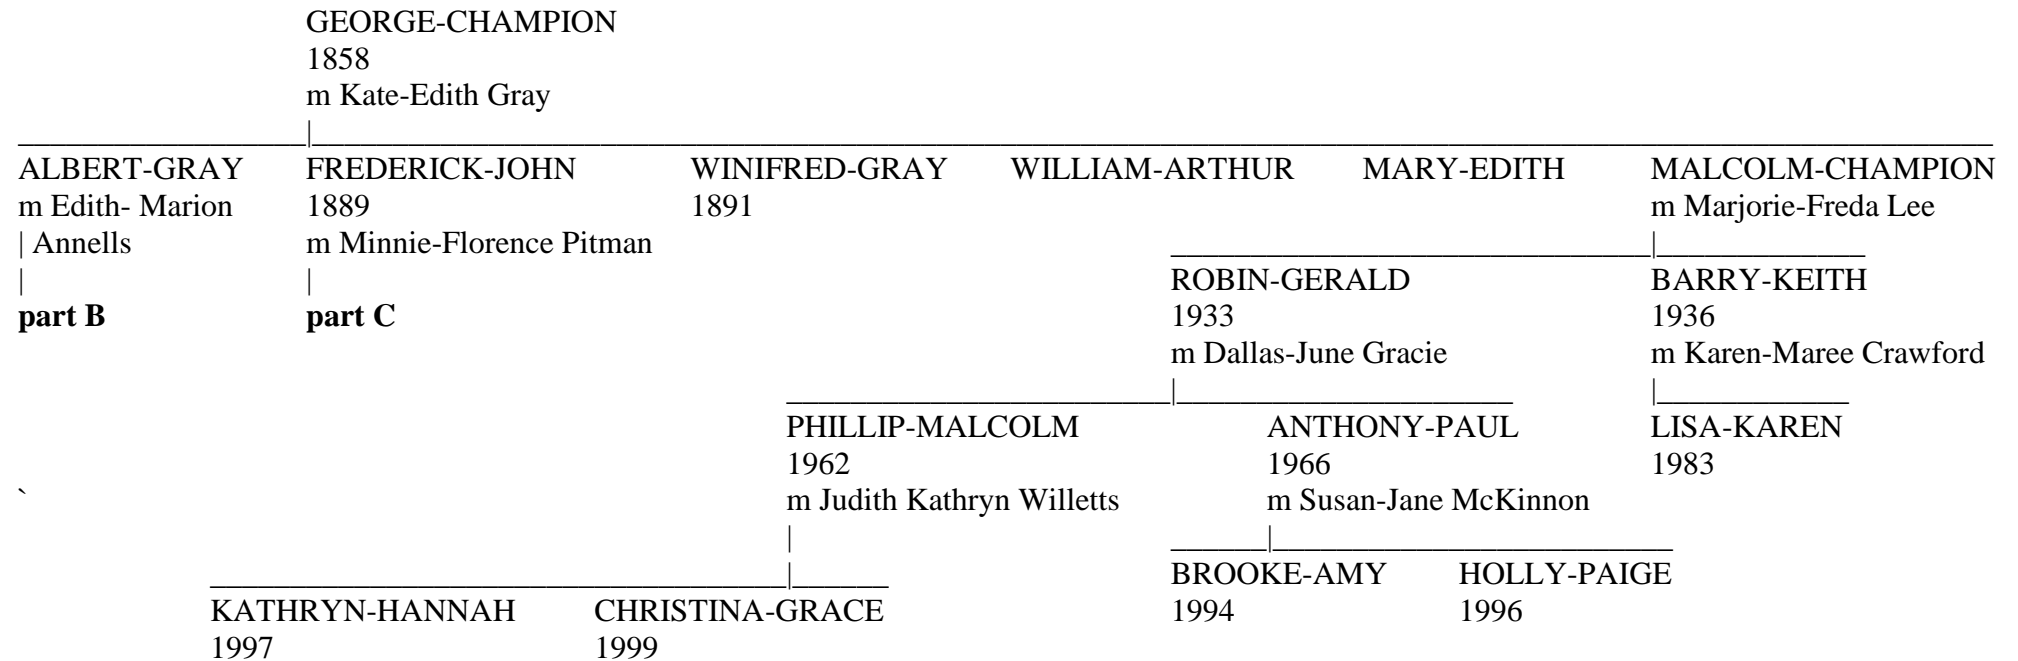 GEORGE-CHAMPION
1858
m Kate-Edith Gray
|
ALBERT-GRAY FREDERICK-JOHN WINIFRED-GRAY WILLIAM-ARTHUR MARY-EDITH MALCOLM-CHAMPION
m Edith- Marion 1889 1891 m Marjorie-Freda Lee
| Annells m Minnie-Florence Pitman |
| | ROBIN-GERALD BARRY-KEITH
part B part C 1933 1936
m Dallas-June Gracie m Karen-Maree Crawford
| |
PHILLIP-MALCOLM ANTHONY-PAUL LISA-KAREN
1962 1966 1983
` m Judith Kathryn Willetts m Susan-Jane McKinnon
| |
| BROOKE-AMY HOLLY-PAIGE
KATHRYN-HANNAH CHRISTINA-GRACE 1994 1996
1997 1999